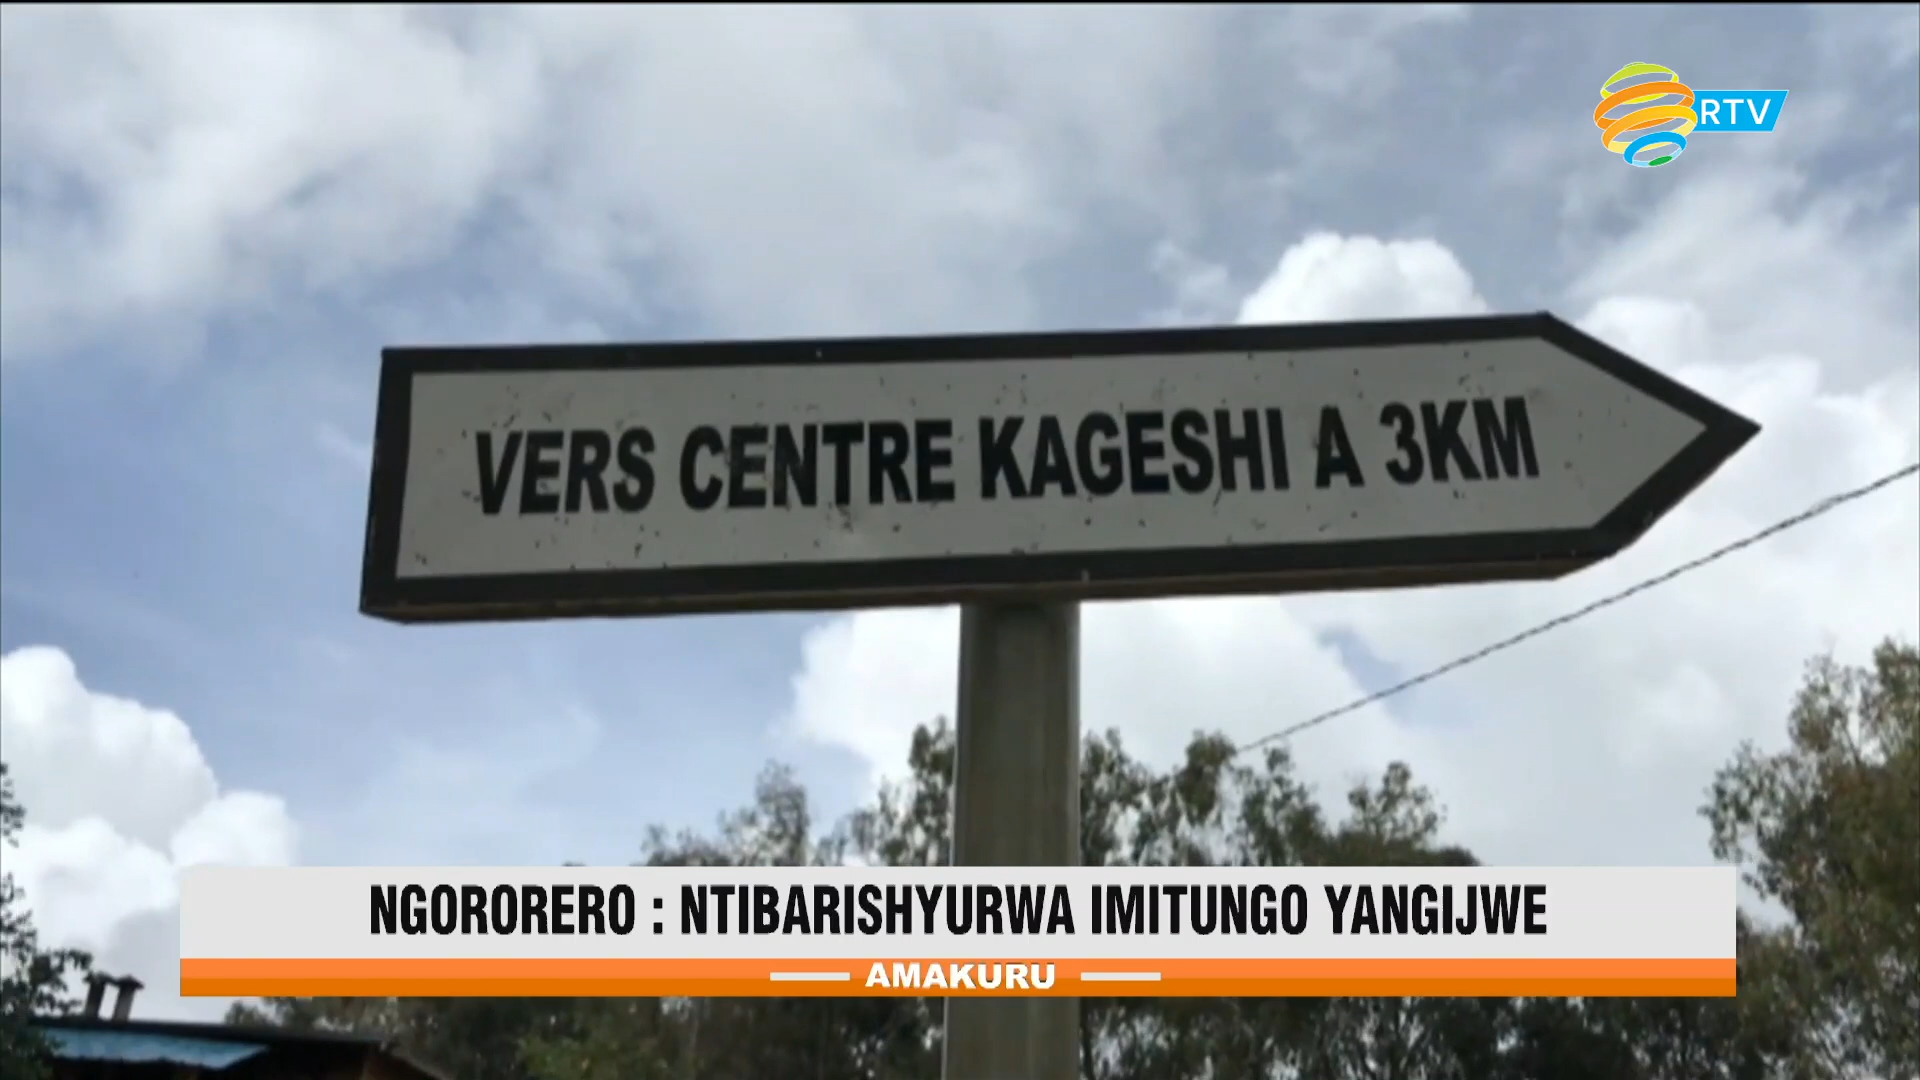 RTV
VERS CENTRE KAGESHI A 3KM
NGORORERO : NTIBARISHYURWA IMITUNGO YANGIJWE
AMAKURU